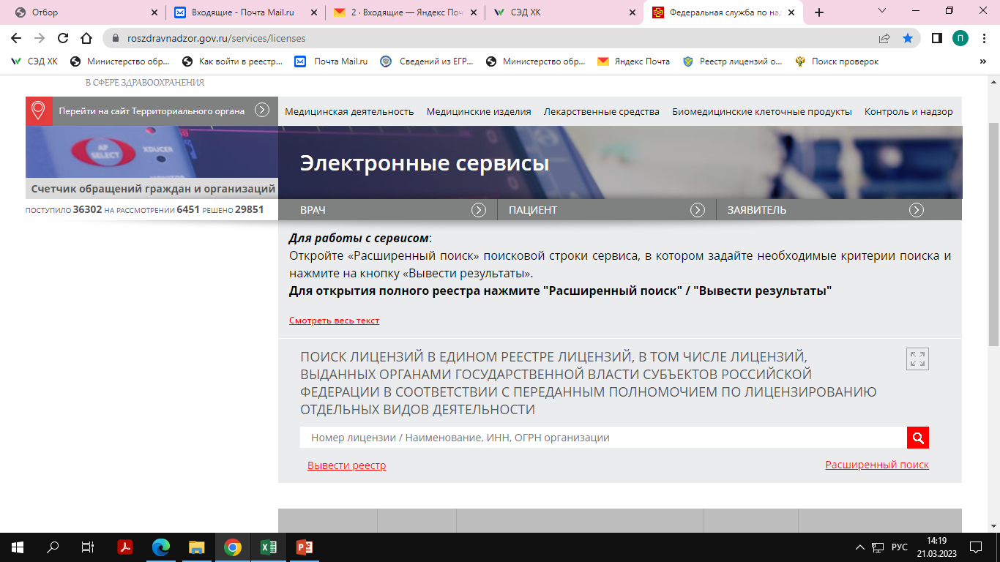 Отбор
Входящие - Почта Mail.ru
2 · Входящие — Яндекс Поч
СЭД ХК
Федеральная служба по над
roszdravnadzor.gov.ru/services/licenses
П
СЭД ХК
Министерство обр...
Как войти в реестр...
Почта Mail.ru
Сведений из ЕГР...
Министерство обр...
Яндекс Почта
Реестр лицензий о...
Поиск проверок
»
В СФЕРЕ ЗДРАВООХРАНЕНИЯ
Перейти на сайт Территориального органа
Медицинская деятельность
Медицинские изделия
Лекарственные средства
Биомедицинские клеточные продукты
Контроль и надзор
AP
SELECT
XDUCER
MONITOR
Электронные сервисы
Счетчик обращений граждан и организаций
ПОСТУПИЛО 36302 НА РАССМОТРЕНИИ 6451 РЕШЕНО 29851
ВРАЧ
ПАЦИЕНТ
ЗАЯВИТЕЛЬ
Для работы с сервисом:
Откройте «Расширенный поиск» поисковой строки сервиса, в котором задайте необходимые критерии поиска и
нажмите на кнопку «Вывести результаты».
Для открытия полного реестра нажмите "Расширенный поиск" / "Вывести результаты"
Смотреть весь текст
ПОИСК ЛИЦЕНЗИЙ В ЕДИНОМ РЕЕСТРЕ ЛИЦЕНЗИЙ, В ТОМ ЧИСЛЕ ЛИЦЕНЗИЙ,
ВЫДАННЫХ ОРГАНАМИ ГОСУДАРСТВЕННОЙ ВЛАСТИ СУБЪЕКТОВ РОССИЙСКОЙ
ФЕДЕРАЦИИ В СООТВЕТСТВИИ С ПЕРЕДАННЫМ ПОЛНОМОЧИЕМ ПО ЛИЦЕНЗИРОВАНИЮ
ОТДЕЛЬНЫХ ВИДОВ ДЕЯТЕЛЬНОСТИ
Номер лицензии / Наименование, ИНН, ОГРН организации
Вывести реестр
Расширенный поиск
РУС
14:19
21.03.2023